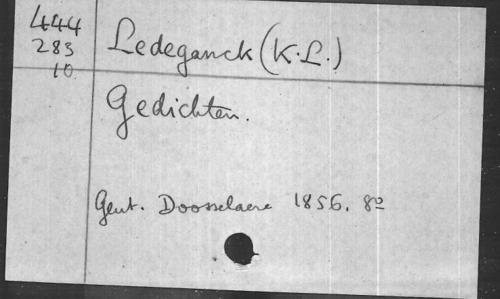 444
283
10
Ledeganck (K.L.)
Gedichten.
Gent. Doosselaere 1856. 8º